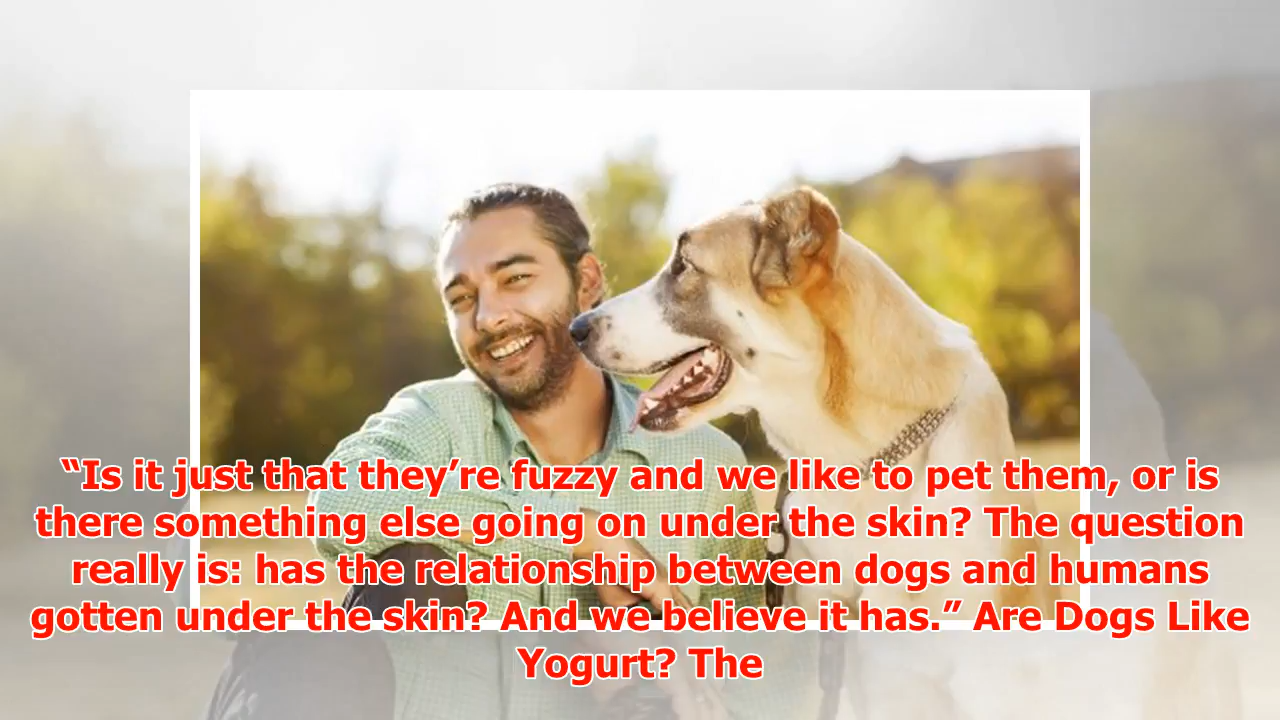 “Is it just that they’re fuzzy and we like to pet them, or is
there something else going on under the skin? The question
really is: has the relationship between dogs and humans
gotten under the skin? And we believe it has.” Are Dogs Like
Yogurt? The